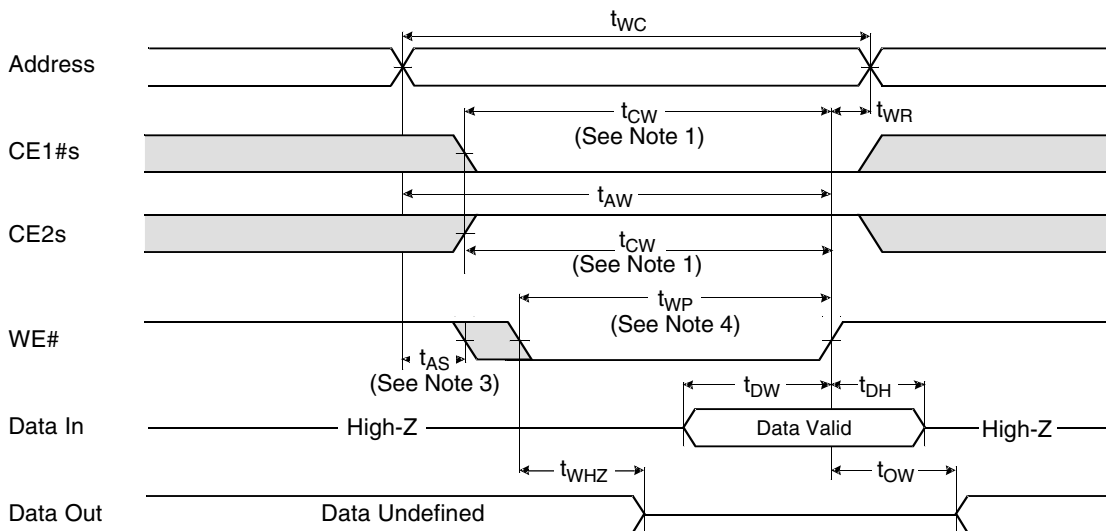 tWC
Address
tCW
(See Note 1)
tWR
CE1#s
tAW
CE2s
tCW
(See Note 1)
tWP
(See Note 4)
WE#
tAS
(See Note 3)
tDW
tDH
Data In
High-Z
Data Valid
High-Z
tWHZ
tOW
Data Out
Data Undefined